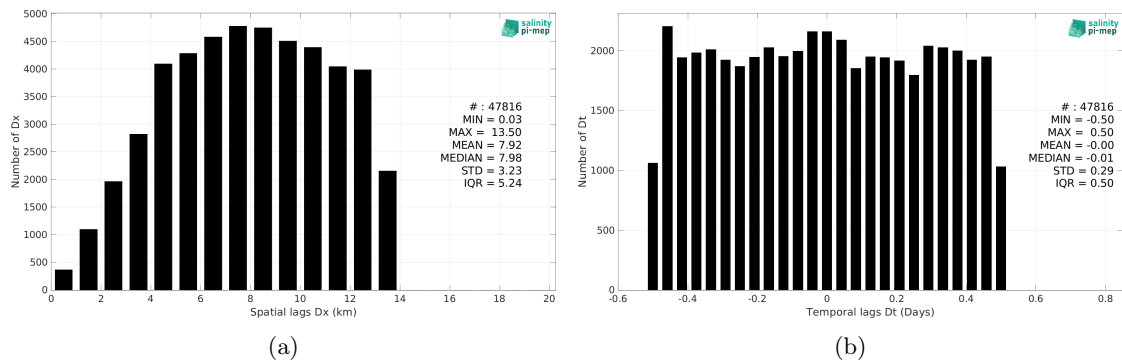 5000
4500
4000
3500
3000
2500
2000
1500
1000
500
0
Number of Dx
0 2 4 6 8 10 12 14 16 18 20
Spatial lags Dx (km)
salinity
pi-mep
# : 47816
MIN = 0.03
MAX = 13.50
MEAN = 7.92
MEDIAN = 7.98
STD = 3.23
IQR = 5.24
(a)
2000
1500
1000
500
0
Number of Dt
-0.6 -0.4 -0.2 0 0.2 0.4 0.6 0.8
Temporal lags Dt (Days)
salinity
pi-mep
# : 47816
MIN = -0.50
MAX = 0.50
MEAN = -0.00
MEDIAN = -0.01
STD = 0.29
IQR = 0.50
(b)